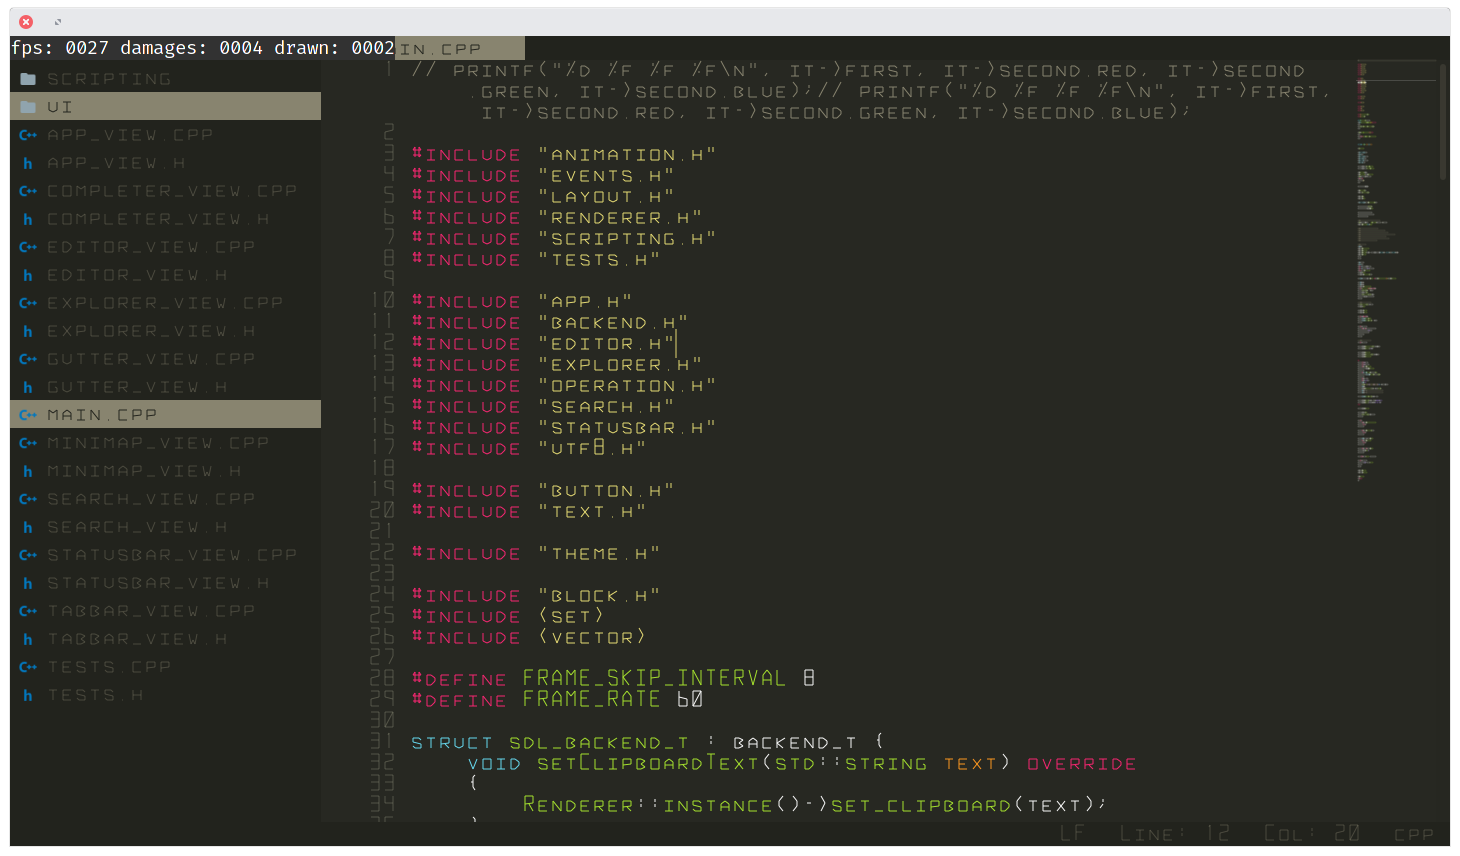 fps: 0027 damages: 0004 drawn: 0002
IN.CPP
SCRIPTING
UI
APP_VIEW.CPP
APP_VIEW.H
COMPLETER_VIEW.CPP
COMPLETER_VIEW.H
EDITOR_VIEW.CPP
EDITOR_VIEW.H
EXPLORER_VIEW.CPP
EXPLORER_VIEW.H
GUTTER_VIEW.CPP
GUTTER_VIEW.H
MAIN.CPP
MINIMAP_VIEW.CPP
MINIMAP_VIEW.H
SEARCH_VIEW.CPP
SEARCH_VIEW.H
STATUSBAR_VIEW.CPP
STATUSBAR_VIEW.H
TABBAR_VIEW.CPP
TABBAR_VIEW.H
TESTS.CPP
TESTS.H
1 // PRINTF("%D %F %F %F\N", IT->FIRST, IT->SECOND.RED, IT->SECOND
.GREEN, IT->SECOND.BLUE);// PRINTF("%D %F %F %F\N", IT->FIRST,
IT->SECOND.RED, IT->SECOND.GREEN, IT->SECOND.BLUE);
2
3 #INCLUDE "ANIMATION.H"
4 #INCLUDE "EVENTS.H"
5 #INCLUDE "LAYOUT.H"
6 #INCLUDE "RENDERER.H"
7 #INCLUDE "SCRIPTING.H"
8 #INCLUDE "TESTS.H"
9
10 #INCLUDE "APP.H"
11 #INCLUDE "BACKEND.H"
12 #INCLUDE "EDITOR.H"
13 #INCLUDE "EXPLORER.H"
14 #INCLUDE "OPERATION.H"
15 #INCLUDE "SEARCH.H"
16 #INCLUDE "STATUSBAR.H"
17 #INCLUDE "UTF8.H"
18
19 #INCLUDE "BUTTON.H"
20 #INCLUDE "TEXT.H"
21
22 #INCLUDE "THEME.H"
23
24 #INCLUDE "BLOCK.H"
25 #INCLUDE <SET>
26 #INCLUDE <VECTOR>
27
28 #DEFINE FRAME_SKIP_INTERVAL 8
29 #DEFINE FRAME_RATE 60
30
31 STRUCT SDL_BACKEND_T : BACKEND_T {
32 VOID SETCLIPBOARDTEXT(STD::STRING TEXT) OVERRIDE
33 {
34 RENDERER::INSTANCE()->SET_CLIPBOARD(TEXT);
LF LINE: 12 COL: 20 CPP